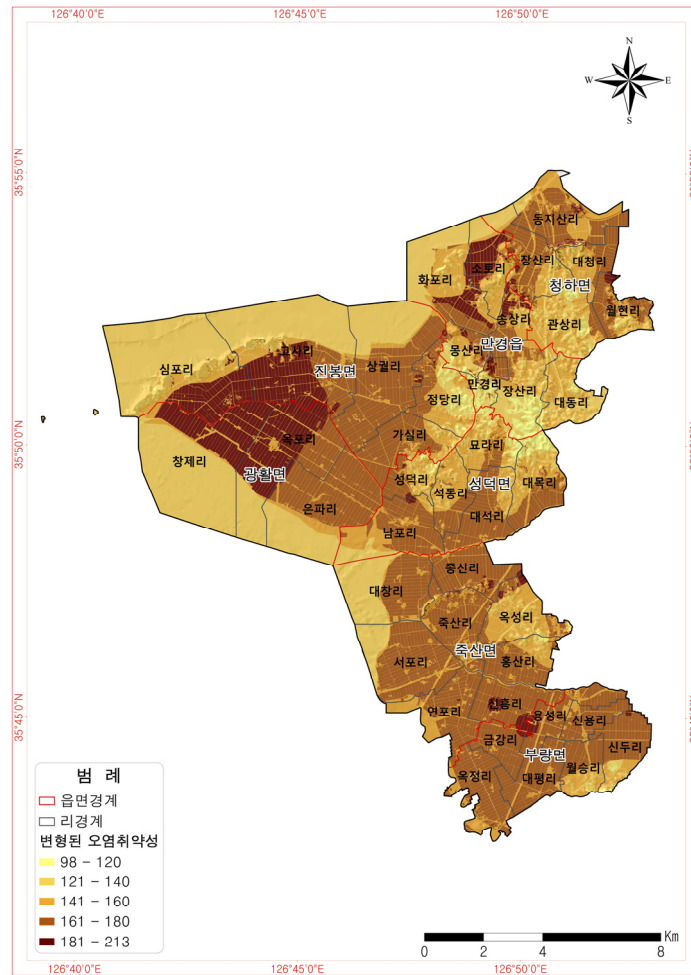 126°40'0"E 126°45'0"E 126°50'0"E
N
W E
S
35°55'0"N
동지산리
장산리
대청리
소토리
화포리
청하면
월현리
송상리
관상리
만경읍
몽산리
고사리
진봉면
상궐리
심포리
만경리
장산리
정당리
대동리
35°50'0"N
옥포리
가실리
묘라리
창제리
광활면
성덕리
석동리
성덕면
대목리
은파리
대석리
남포리
종신리
대창리
죽산리
옥성리
죽산면
서포리
홍산리
35°45'0"N
신흥리
연포리
용성리
신용리
금강리
부량면
신두리
옥정리
대평리
월승리
범 례
읍면경계
리경계
변형된 오염취약성
98 - 120
121 - 140
141 - 160
161 - 180
181 - 213
Km
0 2 4 8
126°40'0"E 126°45'0"E 126°50'0"E